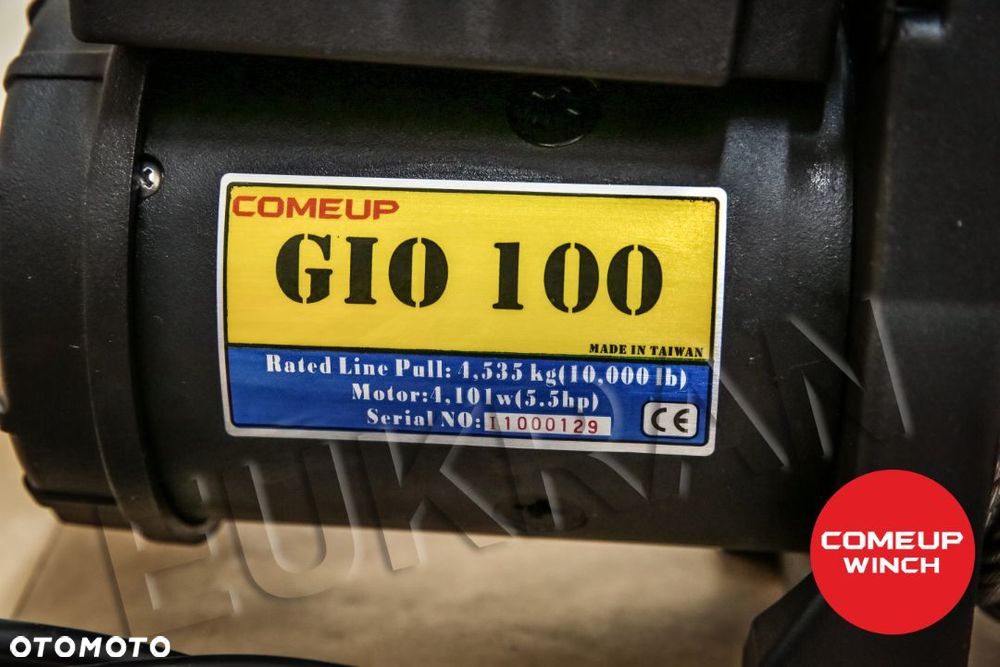 COMEUP
GIO 100
MADE IN TAIWAN
Rated Line Pull: 4,535 kg(10,000 lb)
Motor:4,101w(5.5hp)
Serial NO: I1000129
CE
EUKRAN
COMEUP
WINCH
OTOMOTO